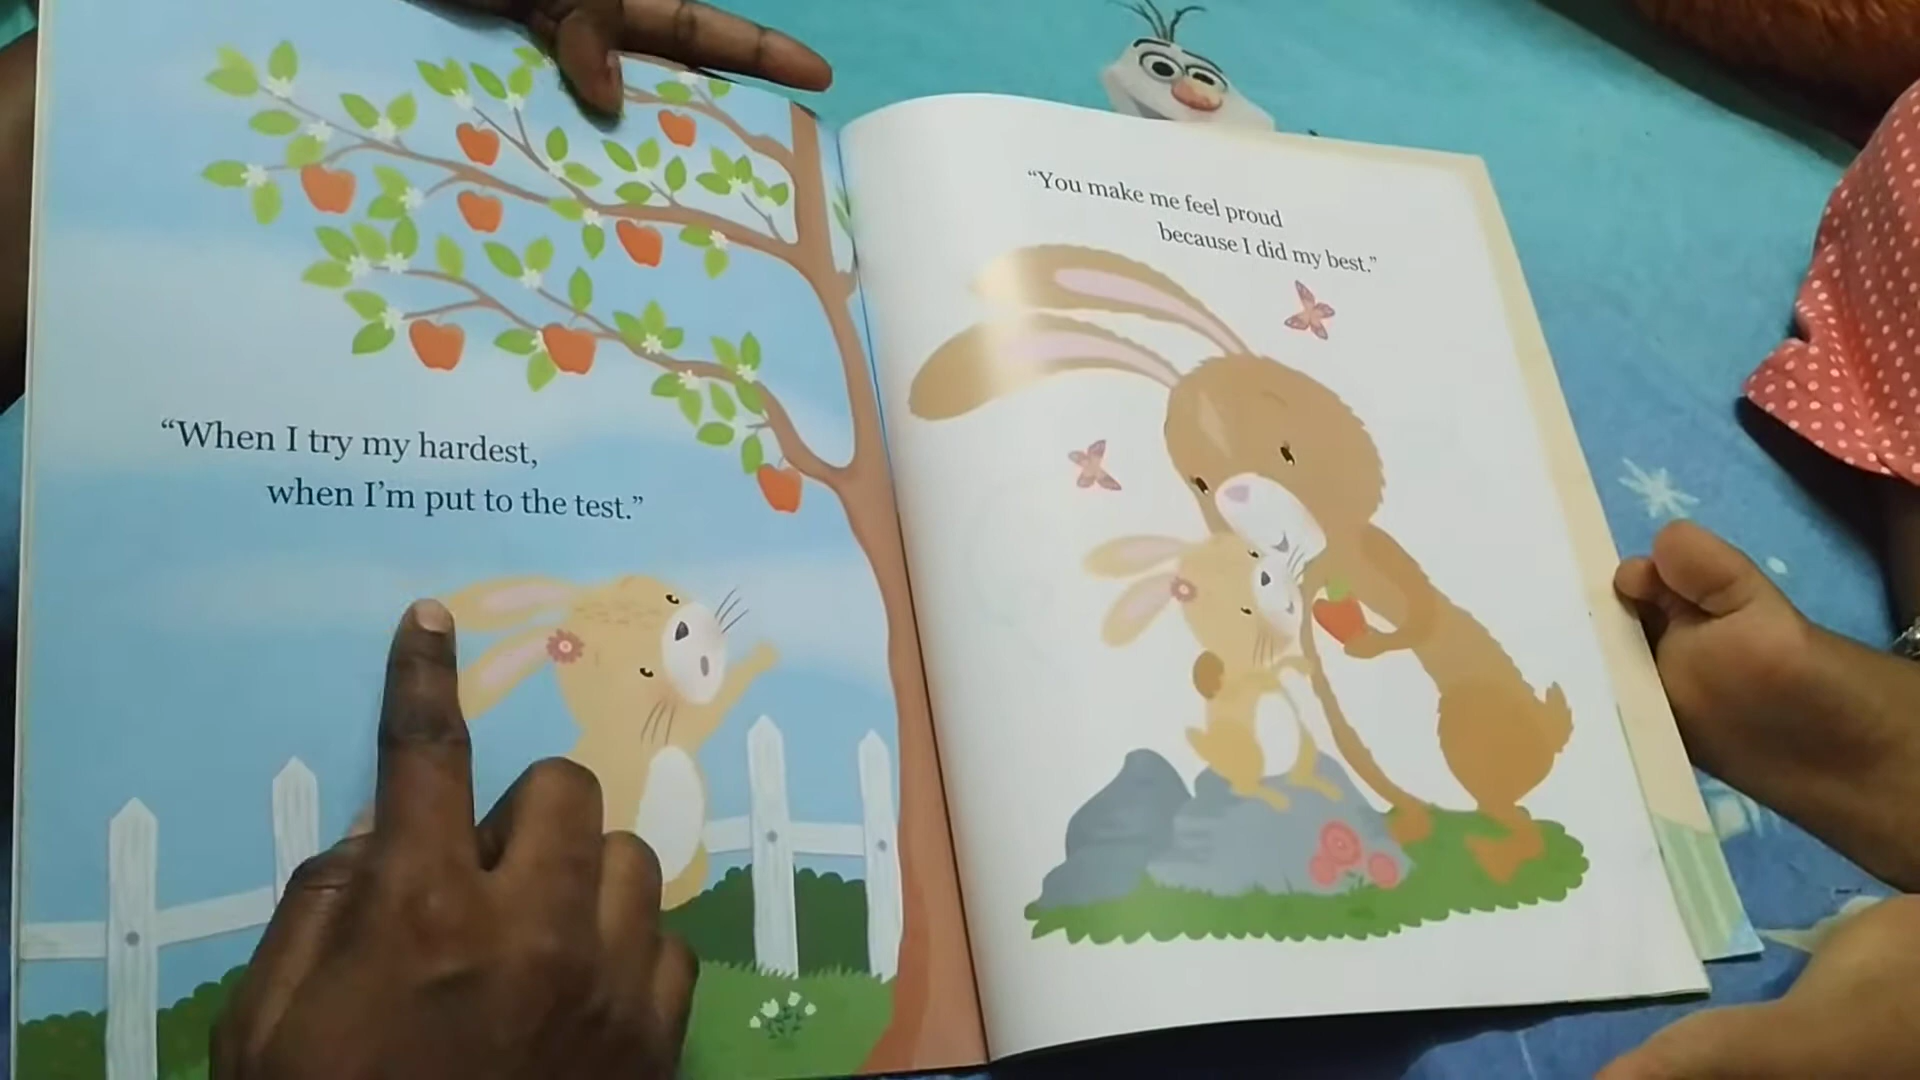 “When I try my hardest,
when I’m put to the test.”
“You make me feel proud
because I did my best.”